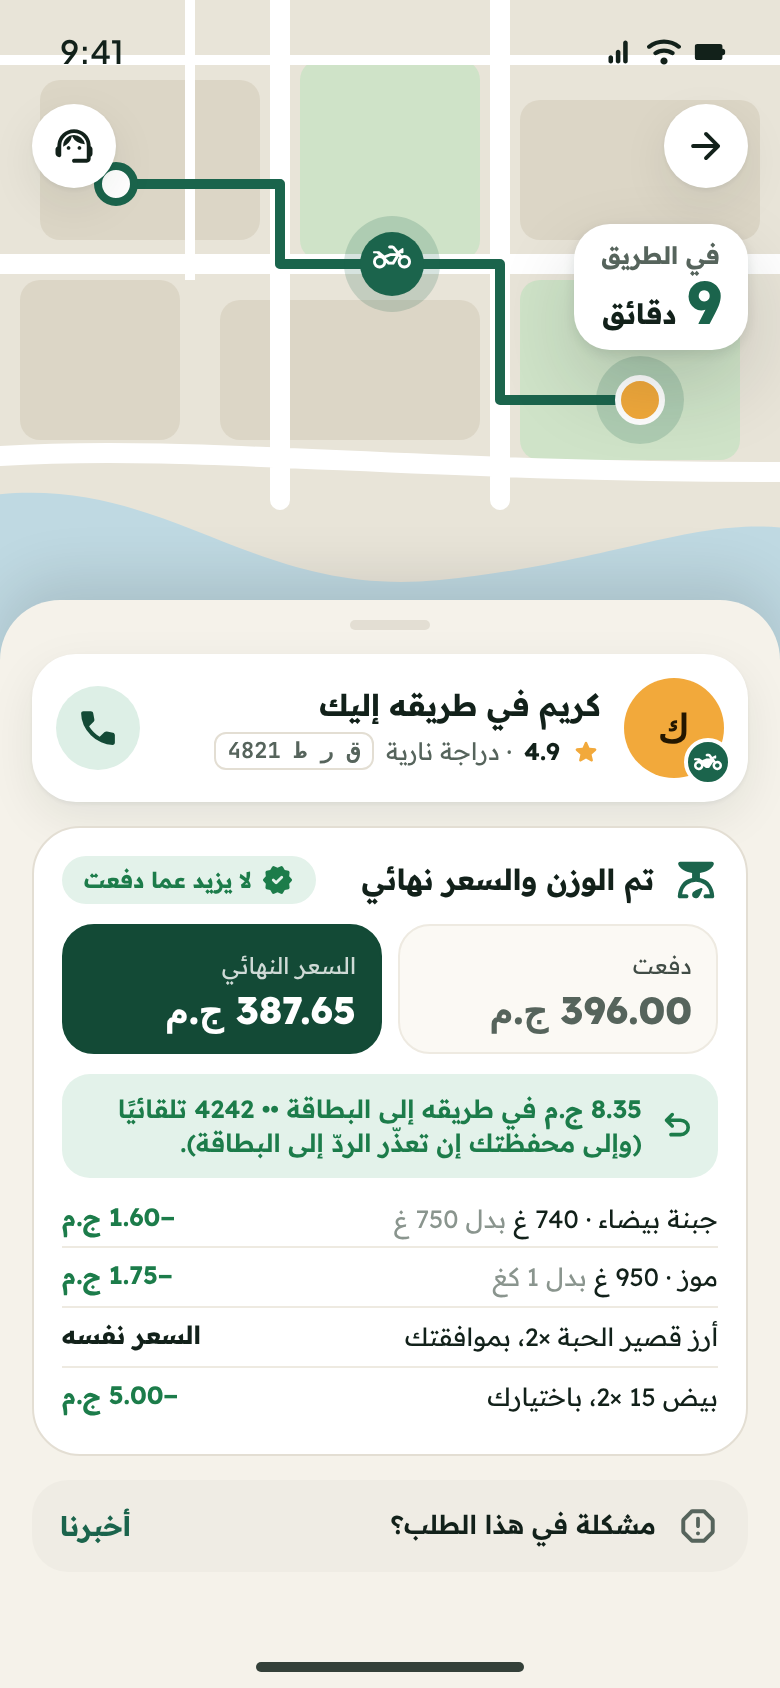 9:41
في الطريق
9 دقائق
كريم في طريقه إليك
ك
4.9 · دراجة نارية ق ر ط 4821
تم الوزن والسعر نهائي
لا يزيد عما دفعت
دفعت
396.00 ج.م
السعر النهائي
387.65 ج.م
8.35 ج.م في طريقه إلى البطاقة •• 4242 تلقائيًا
(وإلى محفظتك إن تعذّر الردّ إلى البطاقة).
جبنة بيضاء · 740 غ بدل 750 غ
−1.60 ج.م
موز · 950 غ بدل 1 كغ
−1.75 ج.م
أرز قصير الحبة ×2، بموافقتك
السعر نفسه
بيض 15 ×2، باختيارك
−5.00 ج.م
مشكلة في هذا الطلب؟
أخبرنا